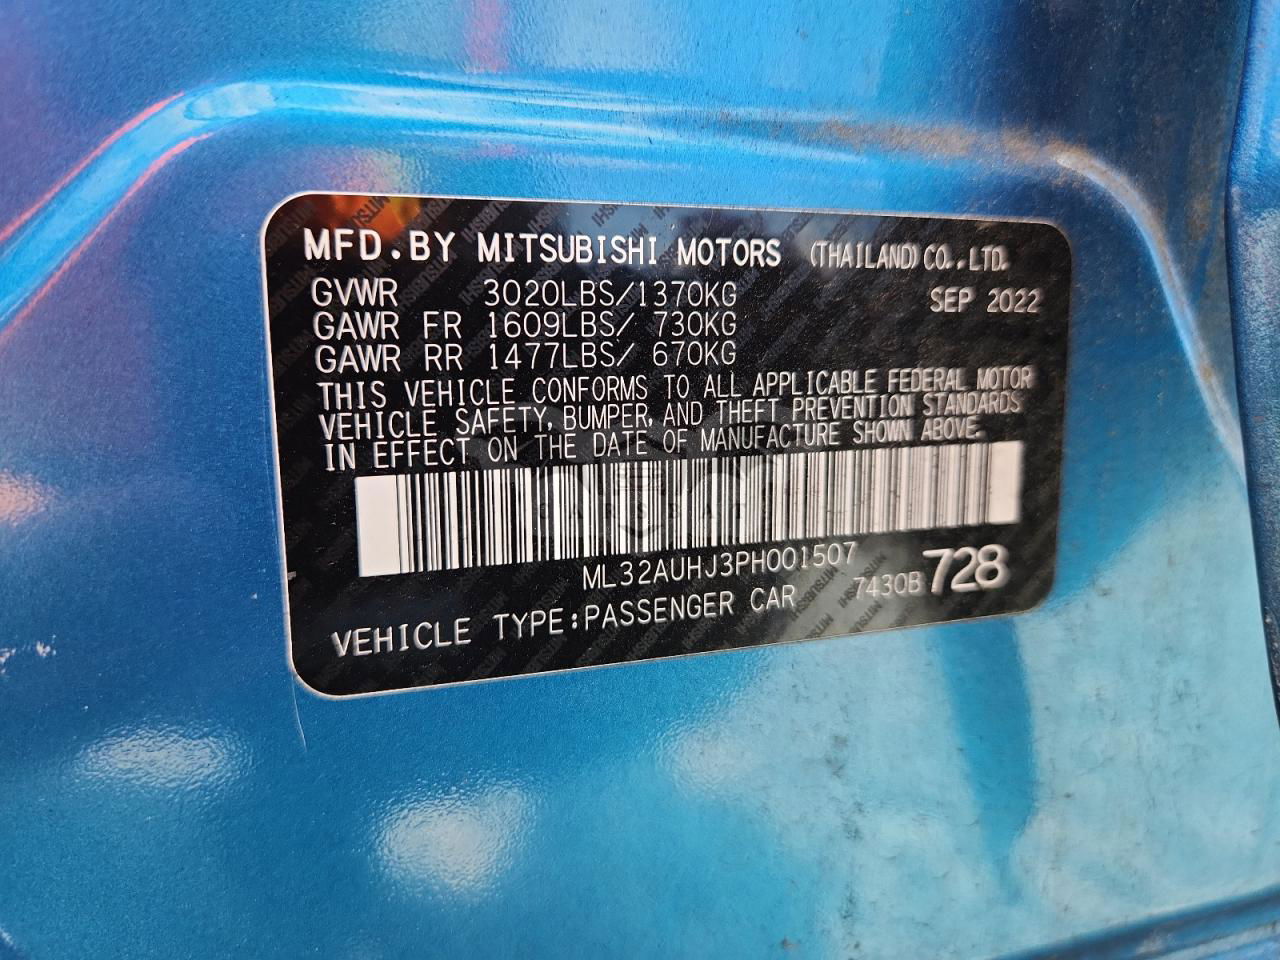 MFD.BY MITSUBISHI MOTORS (THAILAND) CO.,LTD.
GVWR 3020LBS/1370KG SEP 2022
GAWR FR 1609LBS/ 730KG
GAWR RR 1477LBS/ 670KG
THIS VEHICLE CONFORMS TO ALL APPLICABLE FEDERAL MOTOR
VEHICLE SAFETY, BUMPER, AND THEFT PREVENTION STANDARDS
IN EFFECT ON THE DATE OF MANUFACTURE SHOWN ABOVE.
ML32AUHJ3PH001507
VEHICLE TYPE:PASSENGER CAR 7430B 728